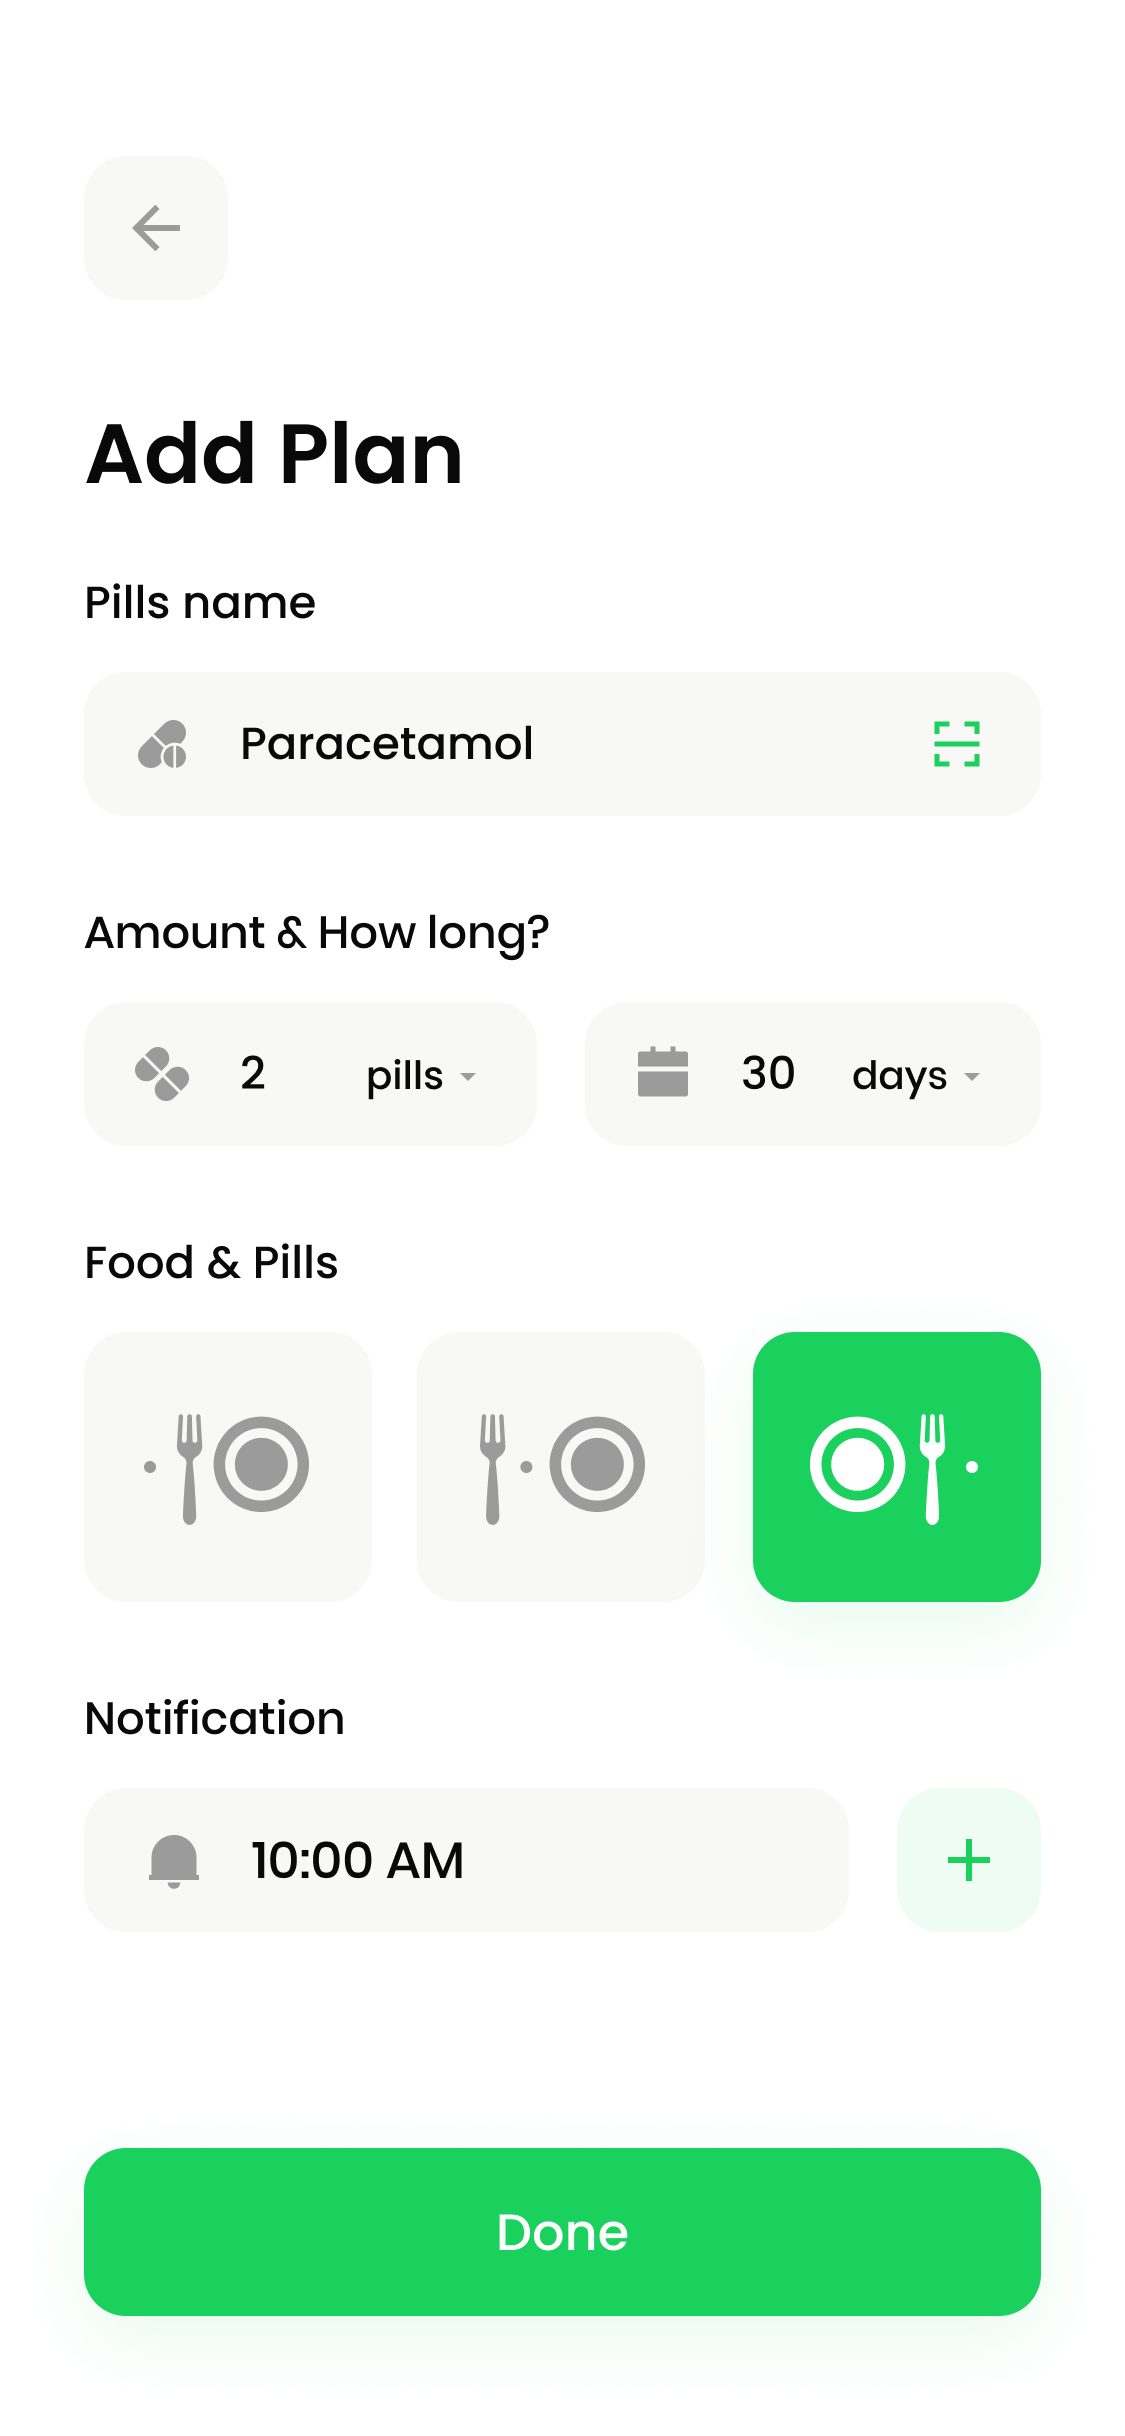 Add Plan
Pills name
Paracetamol
Amount & How long?
2 pills 30 days
Food & Pills
Notification
10:00 AM
Done